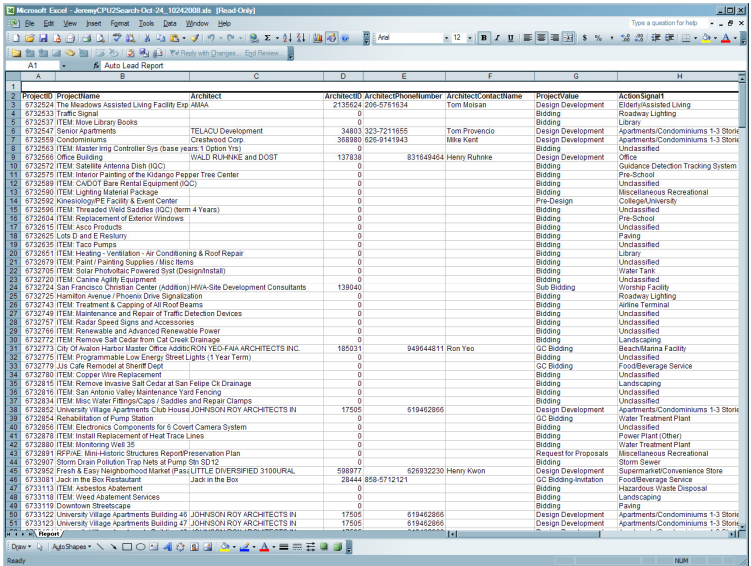 Microsoft Excel - JeremyCPU2Search-Oct-24_10242008.xls [Read-Only]
File Edit View Insert Format Tools Data Window Help Type a question for help
Arial 12 B I U $ % ,
Reply with Changes... End Review...
A1 fx Auto Lead Report
A B C D E F G H
1
2 ProjectID ProjectName Architect ArchitectID ArchitectPhoneNumber ArchitectContactName ProjectValue ActionSignal1
3 6732524 The Meadows Assisted Living Facility Exp AMAA 2135624 206-5761634 Tom Moisan Design Development Elderly/Assisted Living
4 6732533 Traffic Signal 0 Bidding Roadway Lighting
5 6732537 ITEM: Move Library Books 0 Bidding Library
6 6732547 Senior Apartments TELACU Development 34803 323-7211655 Tom Provencio Design Development Apartments/Condominiums 1-3 Storie
7 6732559 Condominiums Crestwood Corp. 368980 626-9141943 Mike Kent Design Development Apartments/Condominiums 1-3 Storie
8 6732563 ITEM: Master Irrig Controller Sys (base years:1 Option Yrs) 0 Bidding Unclassified
9 6732566 Office Building WALD RUHNKE and DOST 137838 831649464 Henry Ruhnke Design Development Office
10 6732572 ITEM: Satellite Antenna Dish (IQC) 0 Bidding Guidance Detection Tracking System
11 6732575 ITEM: Interior Painting of the Kidango Pepper Tree Center 0 Bidding Pre-School
12 6732589 ITEM: CA/DOT Bare Rental Equipment (IQC) 0 Bidding Unclassified
13 6732590 ITEM: Lighting Material Package 0 Bidding Miscellaneous Recreational
14 6732592 Kinesiology/PE Facility & Event Center 0 Pre-Design College/University
15 6732596 ITEM: Threaded Weld Saddles (IQC) (term 4 Years) 0 Bidding Unclassified
16 6732604 ITEM: Replacement of Exterior Windows 0 Bidding Pre-School
17 6732615 ITEM: Asco Products 0 Bidding Unclassified
18 6732625 Lots D and E Reslurry 0 Bidding Paving
19 6732635 ITEM: Taco Pumps 0 Bidding Unclassified
20 6732651 ITEM: Heating - Ventilation - Air Conditioning & Roof Repair 0 Bidding Library
21 6732679 ITEM: Paint / Painting Supplies / Misc Items 0 Bidding Unclassified
22 6732705 ITEM: Solar Photvoltaic Powered Syst (Design/Install) 0 Bidding Water Tank
23 6732720 ITEM: Canine Agility Equipment 0 Bidding Unclassified
24 6732724 San Francisco Christian Center (Addition) HWA-Site Development Consultants 139040 Sub Bidding Worship Facility
25 6732725 Hamilton Avenue / Phoenix Drive Signalization 0 Bidding Roadway Lighting
26 6732743 ITEM: Treatment & Capping of All Roof Beams 0 Bidding Airline Terminal
27 6732749 ITEM: Maintenance and Repair of Traffic Detection Devices 0 Bidding Unclassified
28 6732757 ITEM: Radar Speed Signs and Accessories 0 Bidding Unclassified
29 6732766 ITEM: Renewable and Advanced Renewable Power 0 Bidding Unclassified
30 6732772 ITEM: Remove Salt Cedar from Cat Creek Drainage 0 Bidding Landscaping
31 6732773 City Of Avalon Harbor Master Office Additio RON YEO-FAIA ARCHITECTS INC. 185031 949644811 Ron Yeo GC Bidding Beach/Marina Facility
32 6732775 ITEM: Programmable Low Energy Street Lights (1 Year Term) 0 Bidding Unclassified
33 6732779 JJs Cafe Remodel at Sheriff Dept 0 GC Bidding Food/Beverage Service
34 6732780 ITEM: Copper Wire Replacement 0 Bidding Unclassified
35 6732815 ITEM: Remove Invasive Salt Cedar at San Felipe Ck Drainage 0 Bidding Landscaping
36 6732816 ITEM: San Antonio Valley Maintenance Yard Fencing 0 Bidding Landscaping
37 6732834 ITEM: Misc Water Fittings/Caps / Saddles and Repair Clamps 0 Bidding Unclassified
38 6732852 University Village Apartments Club House JOHNSON ROY ARCHITECTS IN 17505 619462866 Design Development Apartments/Condominiums 1-3 Storie
39 6732854 Rehabilitation of Pump Station 0 GC Bidding Water Treatment Plant
40 6732856 ITEM: Electronics Components for 6 Covert Camera System 0 Bidding Unclassified
41 6732878 ITEM: Install Replacement of Heat Trace Lines 0 Bidding Power Plant (Other)
42 6732880 ITEM: Monitoring Well 35 0 Bidding Water Treatment Plant
43 6732891 RFP/AE: Mini-Historic Structures Report/Preservation Plan 0 Request for Proposals Miscellaneous Recreational
44 6732907 Storm Drain Pollution Trap Nets at Pump Stn SD12 0 Bidding Storm Sewer
45 6732952 Fresh & Easy Neighborhood Market (Pas LITTLE DIVERSIFIED 3100URAL 598977 626932230 Henry Kwon Design Development Supermarket/Convenience Store
46 6733081 Jack in the Box Restautant Jack in the Box 28444 858-5712121 GC Bidding-Invitation Food/Beverage Service
47 6733113 ITEM: Asbestos Abatement 0 Bidding Hazardous Waste Disposal
48 6733118 ITEM: Weed Abatement Services 0 Bidding Landscaping
49 6733119 Downtown Streetscape 0 Bidding Paving
50 6733122 University Village Apartments Building 46 JOHNSON ROY ARCHITECTS IN 17505 619462866 Design Development Apartments/Condominiums 1-3 Storie
51 6733123 University Village Apartments Building 47 JOHNSON ROY ARCHITECTS IN 17505 619462866 Design Development Apartments/Condominiums 1-3 Storie
Report
Draw AutoShapes
Ready NUM